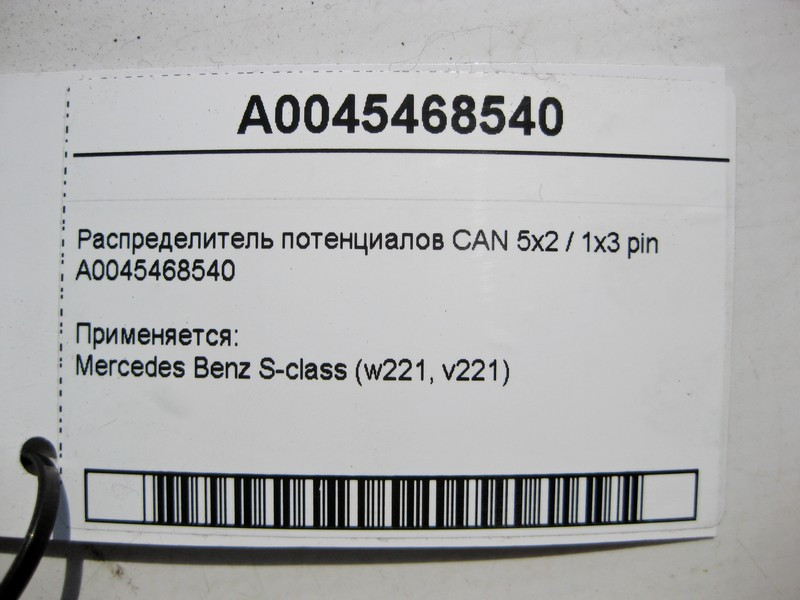 A0045468540
Распределитель потенциалов CAN 5x2 / 1x3 pin
A0045468540
Применяется:
Mercedes Benz S-class (w221, v221)